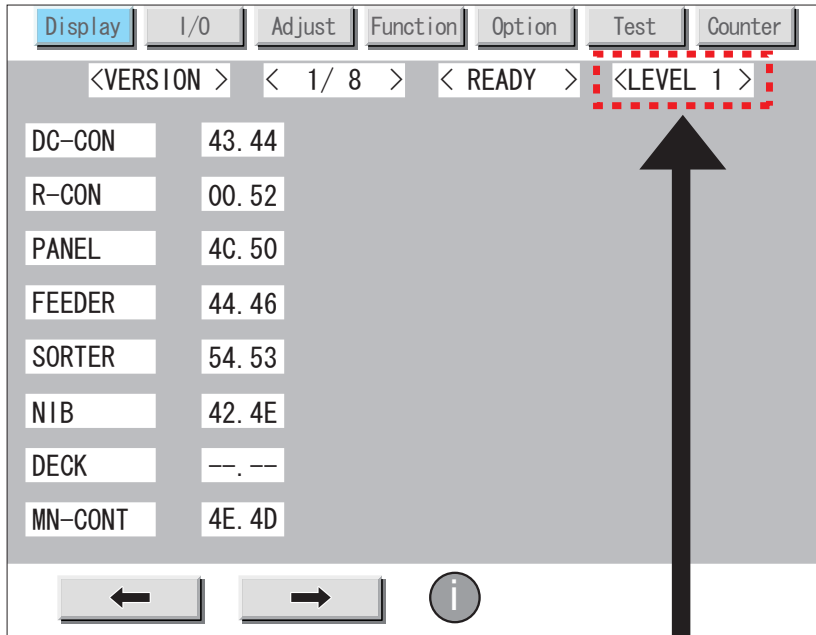 Display I/O Adjust Function Option Test Counter
<VERSION > < 1/ 8 > < READY > <LEVEL 1 >
DC-CON 43.44
R-CON 00.52
PANEL 4C.50
FEEDER 44.46
SORTER 54.53
NIB 42.4E
DECK --.--
MN-CONT 4E.4D
i